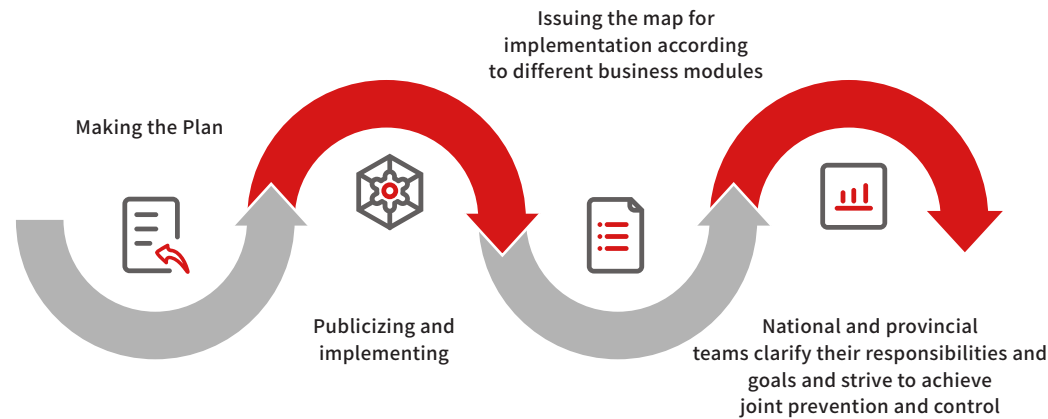 Making the Plan
Publicizing and
implementing
Issuing the map for
implementation according
to different business modules
National and provincial
teams clarify their responsibilities and
goals and strive to achieve
joint prevention and control